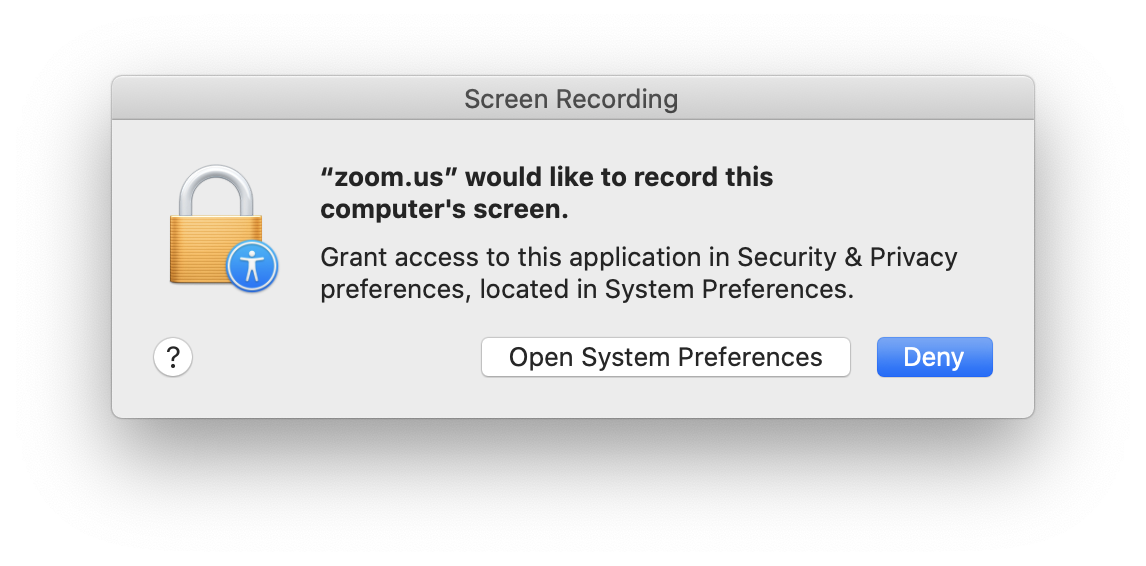 Screen Recording
“zoom.us” would like to record this
computer's screen.
Grant access to this application in Security & Privacy
preferences, located in System Preferences.
?
Open System Preferences
Deny